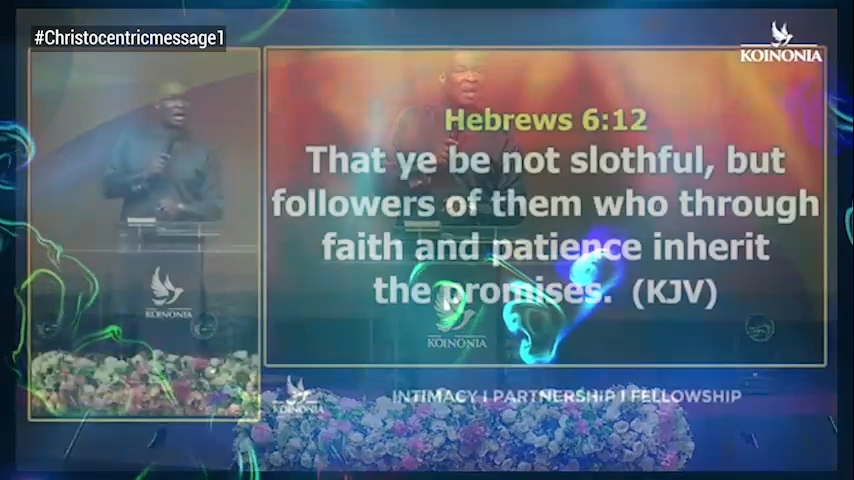 #Christocentricmessage1
KOINONIA
Hebrews 6:12
That ye be not slothful, but
followers of them who through
faith and patience inherit
the promises. (KJV)
KOINONIA
KOINONIA
KOINONIA
INTIMACY I PARTNERSHIP I FELLOWSHIP